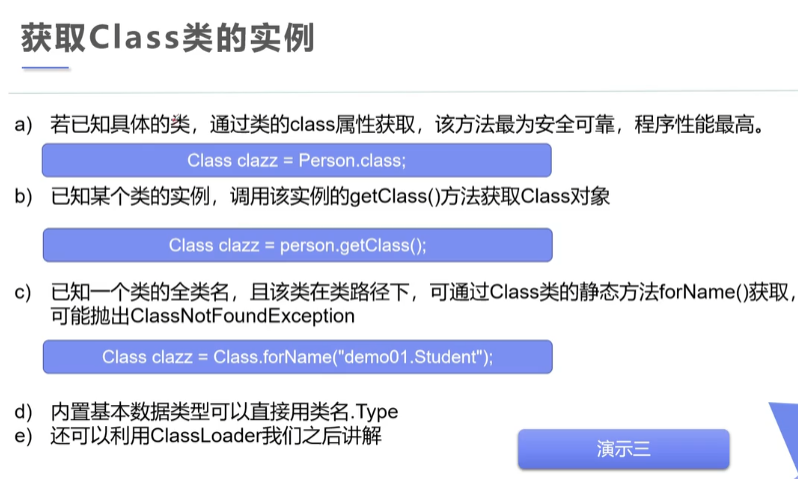 获取Class类的实例
a) 若已知具体的类，通过类的class属性获取，该方法最为安全可靠，程序性能最高。
Class clazz = Person.class;
b) 已知某个类的实例，调用该实例的getClass()方法获取Class对象
Class clazz = person.getClass();
c) 已知一个类的全类名，且该类在类路径下，可通过Class类的静态方法forName()获取，
可能抛出ClassNotFoundException
Class clazz = Class.forName("demo01.Student");
d) 内置基本数据类型可以直接用类名.Type
e) 还可以利用ClassLoader我们之后讲解
演示三